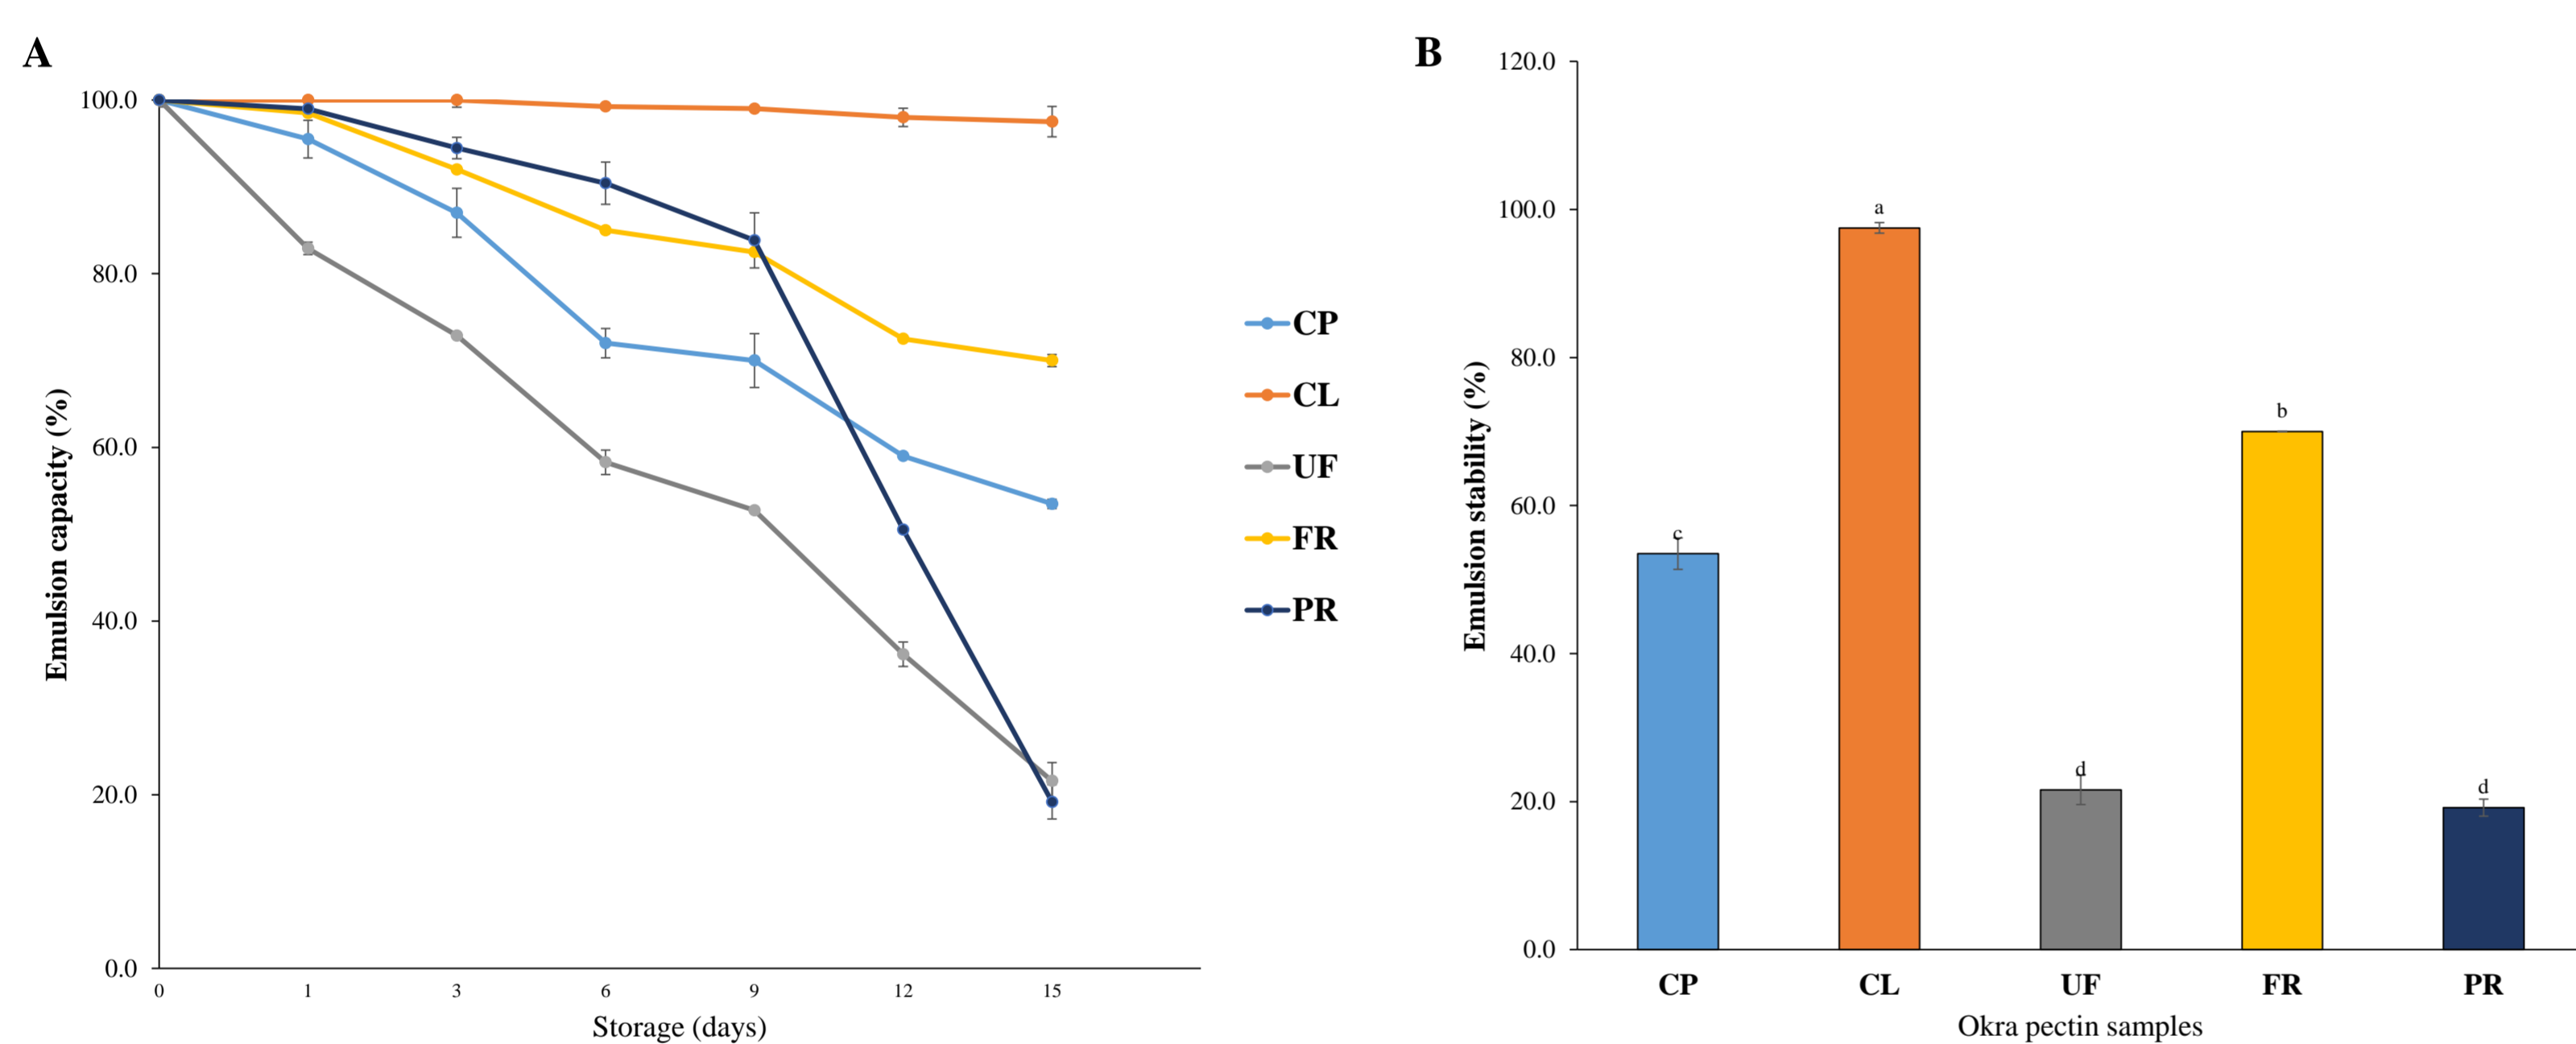 A
100.0
80.0
60.0
40.0
20.0
0.0
Emulsion capacity (%)
0 1 3 6 9 12 15
Storage (days)
CP
CL
UF
FR
PR
B
120.0
100.0
80.0
60.0
40.0
20.0
0.0
Emulsion stability (%)
c
a
d
b
d
CP CL UF FR PR
Okra pectin samples